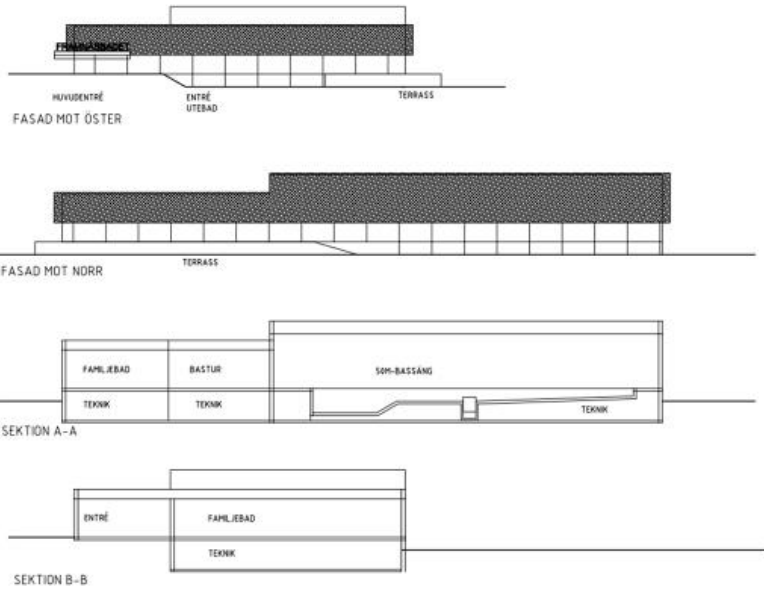 FRAMNÄSBADET
HUVUDENTRÉ
ENTRÉ
UTEBAD
TERRASS
FASAD MOT ÖSTER
TERRASS
FASAD MOT NORR
FAMILJEBAD
BASTUR
50M-BASSÄNG
TEKNIK
TEKNIK
TEKNIK
SEKTION A-A
ENTRÉ
FAMILJEBAD
TEKNIK
SEKTION B-B